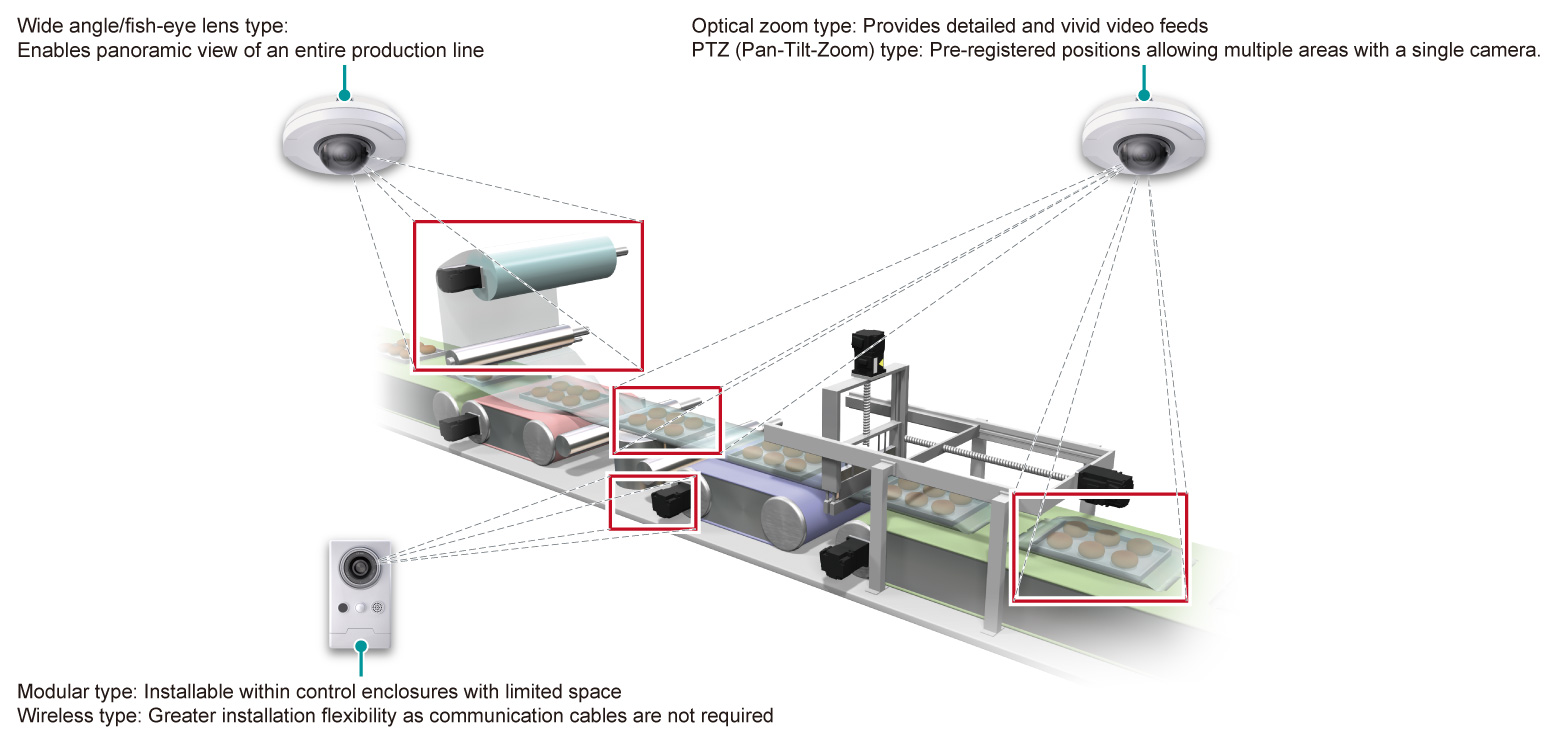 Wide angle/fish-eye lens type:
Enables panoramic view of an entire production line
Optical zoom type: Provides detailed and vivid video feeds
PTZ (Pan-Tilt-Zoom) type: Pre-registered positions allowing multiple areas with a single camera.
Modular type: Installable within control enclosures with limited space
Wireless type: Greater installation flexibility as communication cables are not required